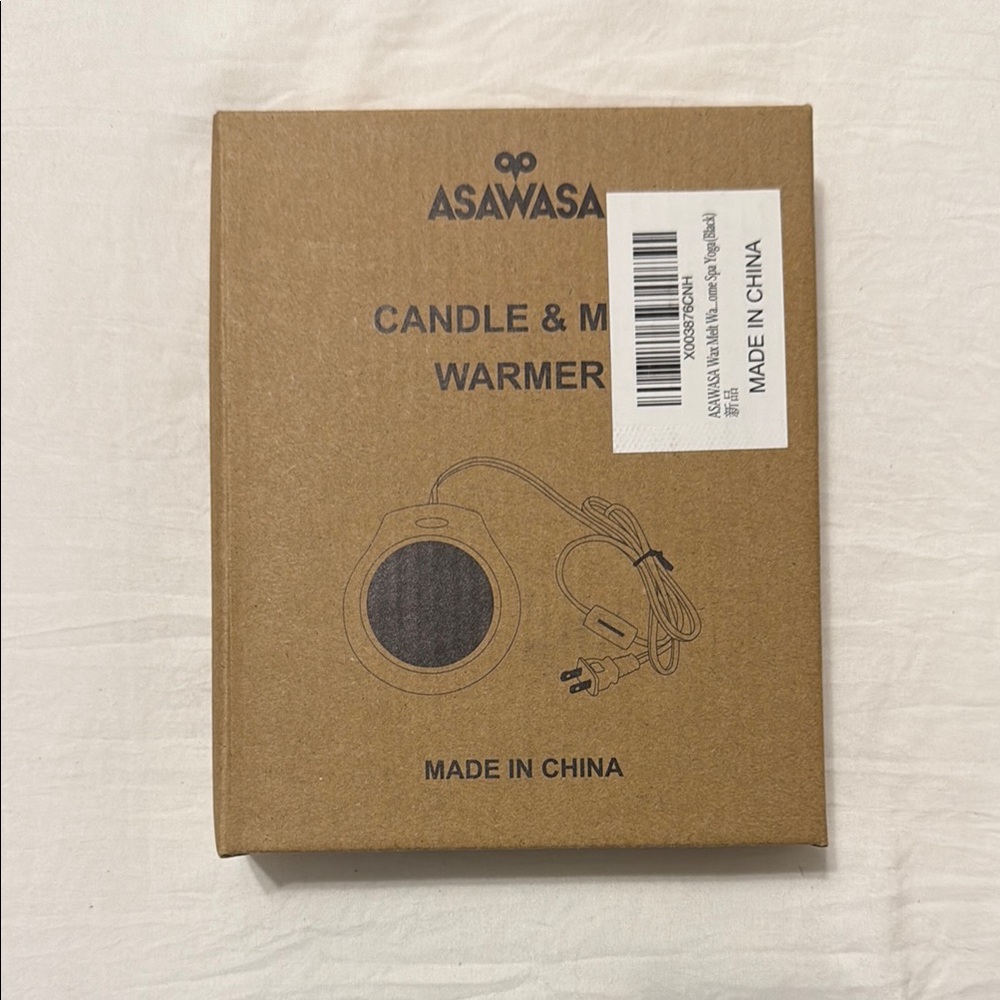 ASAWASA
CANDLE & M
WARMER
X003876CNH
ASAWASA Wax Melt Wa...ome Spa Yoga (Black)
新品
MADE IN CHINA
MADE IN CHINA